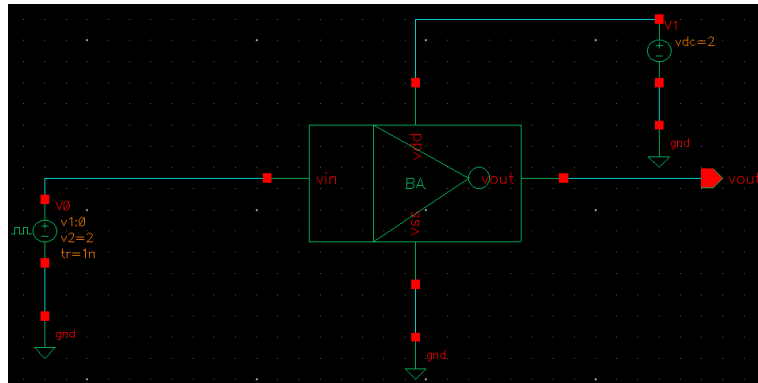 V1
vdc=2
gnd
vdd
vin
BA
vout
vout
vss
V0
v1:0
v2=2
tr=1n
gnd
gnd